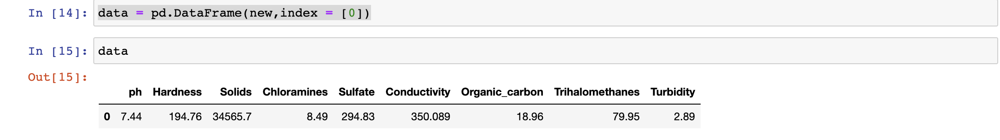 In [14]: data = pd.DataFrame(new,index = [0])
In [15]: data
Out[15]:
ph Hardness Solids Chloramines Sulfate Conductivity Organic_carbon Trihalomethanes Turbidity
0 7.44 194.76 34565.7 8.49 294.83 350.089 18.96 79.95 2.89